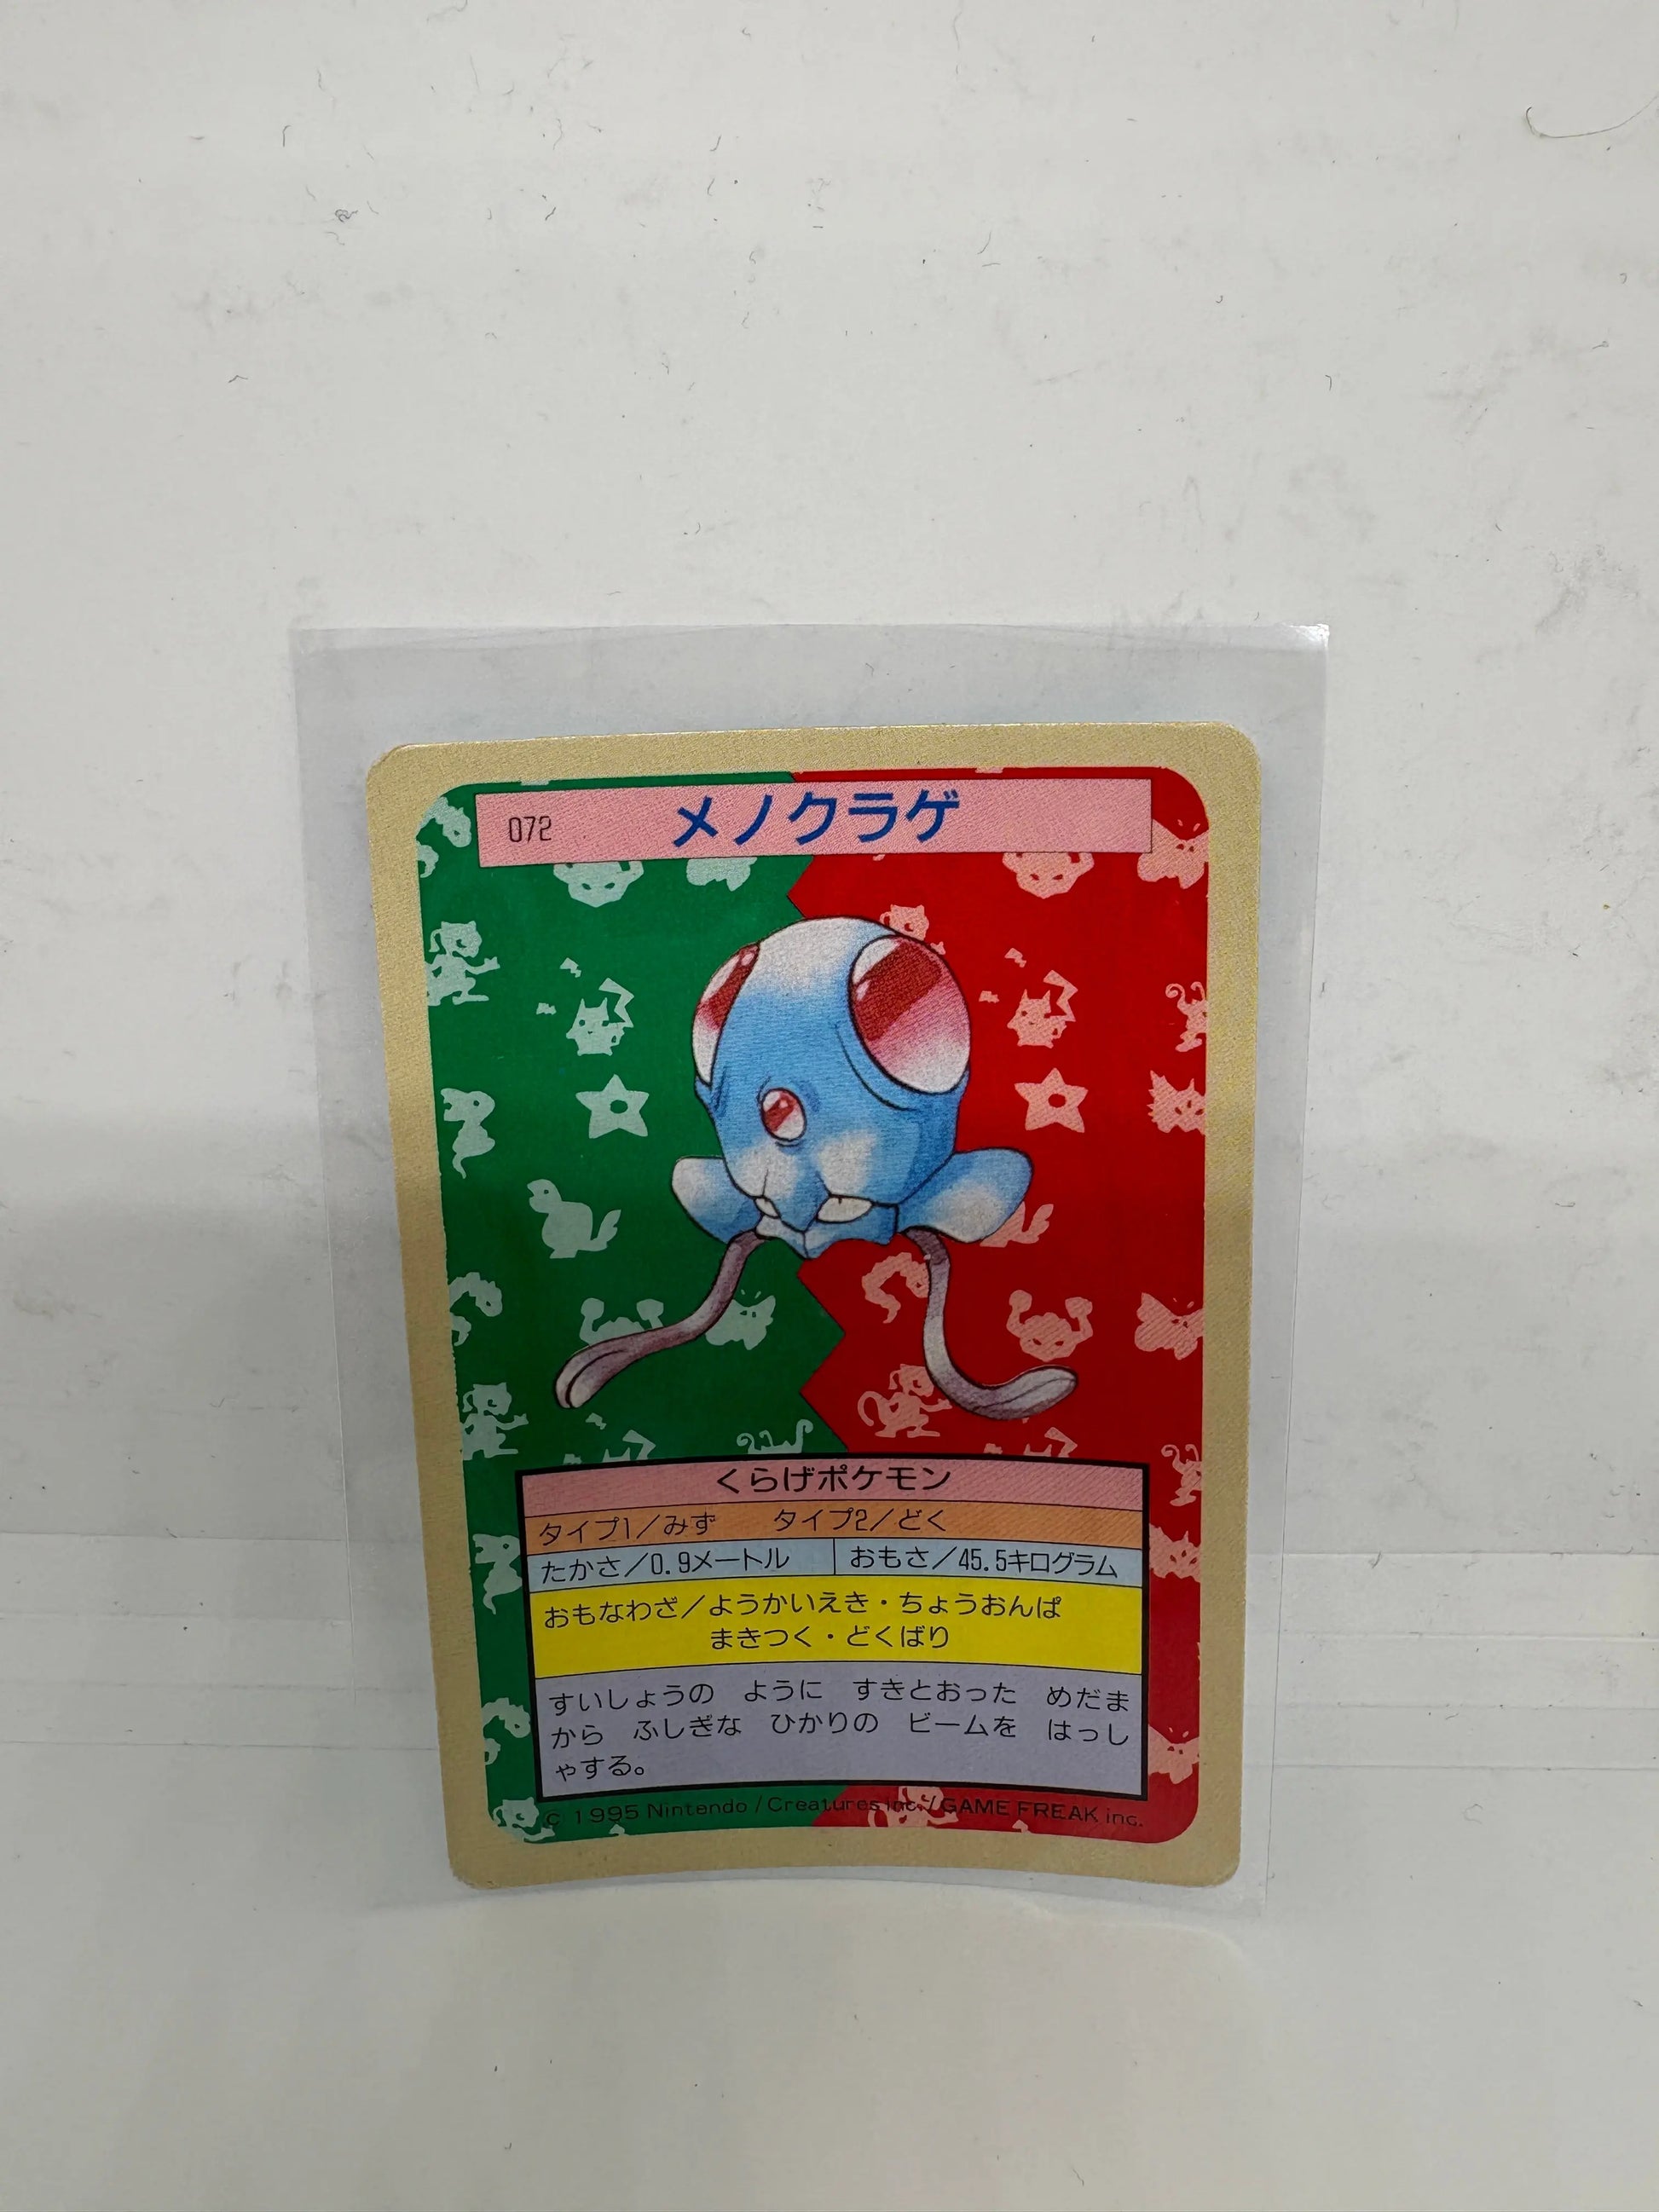 072 メノクラゲ
くらげポケモン
タイプ1/みず タイプ2/どく
たかさ/0.9メートル おもさ/45.5キログラム
おもなわざ/ようかいえき・ちょうおんぱ
まきつく・どくばり
すいしょうの ように すきとおった めだま
から ふしぎな ひかりの ビームを はっし
ゃする。
© 1995 Nintendo / Creatures inc. / GAME FREAK inc.